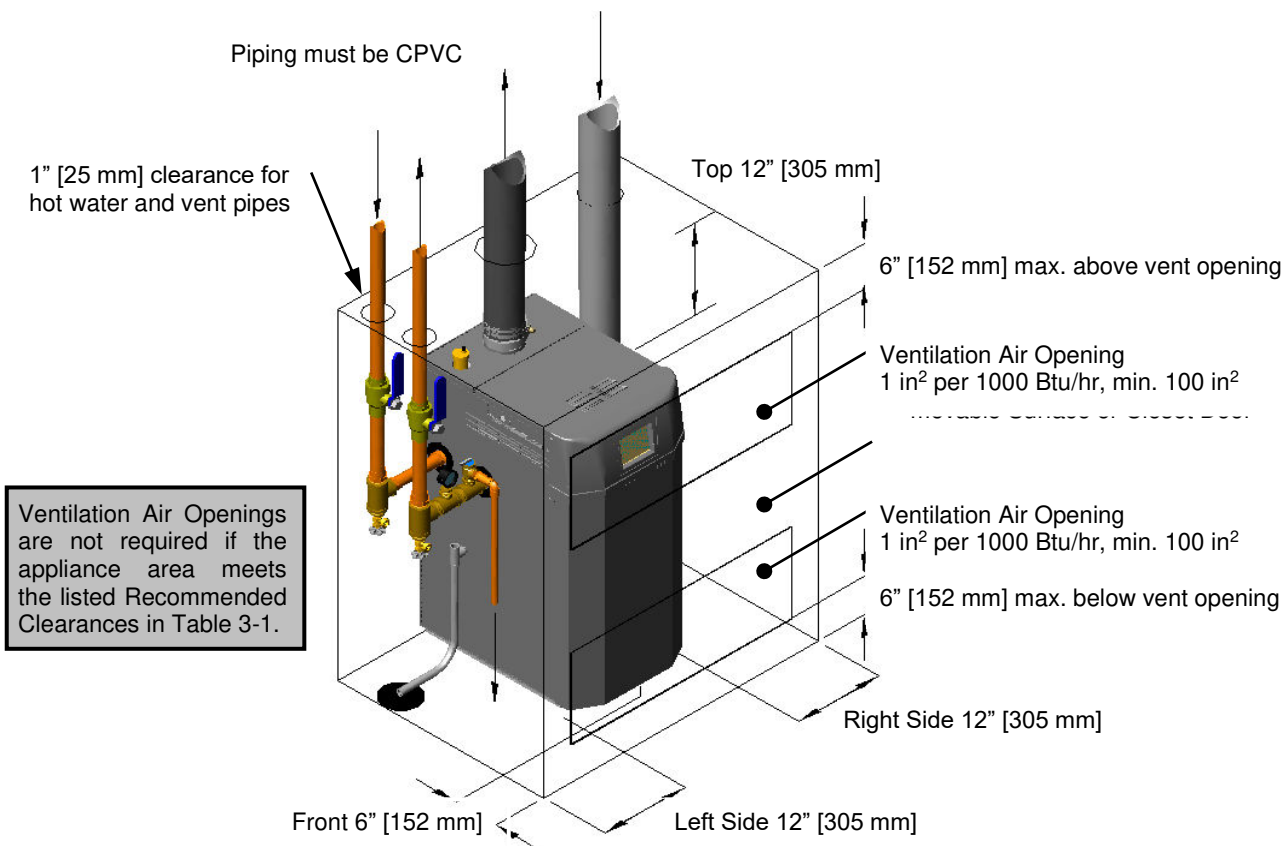 Piping must be CPVC
1” [25 mm] clearance for
hot water and vent pipes
Top 12” [305 mm]
6” [152 mm] max. above vent opening
Ventilation Air Opening
1 in² per 1000 Btu/hr, min. 100 in²
Ventilation Air Openings
are not required if the
appliance area meets
the listed Recommended
Clearances in Table 3-1.
Ventilation Air Opening
1 in² per 1000 Btu/hr, min. 100 in²
6” [152 mm] max. below vent opening
Right Side 12” [305 mm]
Front 6” [152 mm]
Left Side 12” [305 mm]